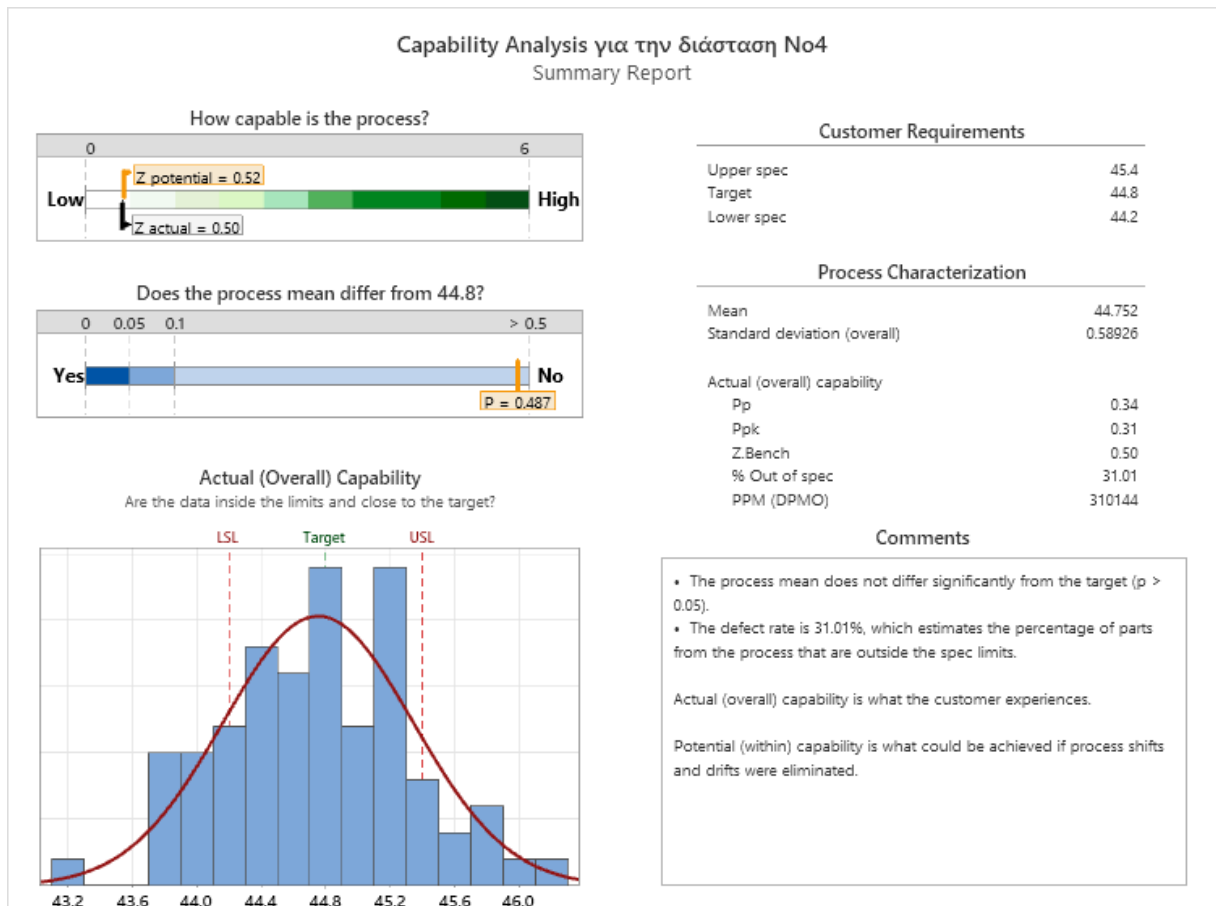 Capability Analysis για την διάσταση No4
Summary Report
How capable is the process?
0 6
Z potential = 0.52
Low High
Z actual = 0.50
Does the process mean differ from 44.8?
0 0.05 0.1 > 0.5
Yes No
P = 0.487
Actual (Overall) Capability
Are the data inside the limits and close to the target?
LSL Target USL
43.2 43.6 44.0 44.4 44.8 45.2 45.6 46.0
Customer Requirements
Upper spec 45.4
Target 44.8
Lower spec 44.2
Process Characterization
Mean 44.752
Standard deviation (overall) 0.58926
Actual (overall) capability
Pp 0.34
Ppk 0.31
Z.Bench 0.50
% Out of spec 31.01
PPM (DPMO) 310144
Comments
• The process mean does not differ significantly from the target (p >
0.05).
• The defect rate is 31.01%, which estimates the percentage of parts
from the process that are outside the spec limits.
Actual (overall) capability is what the customer experiences.
Potential (within) capability is what could be achieved if process shifts
and drifts were eliminated.